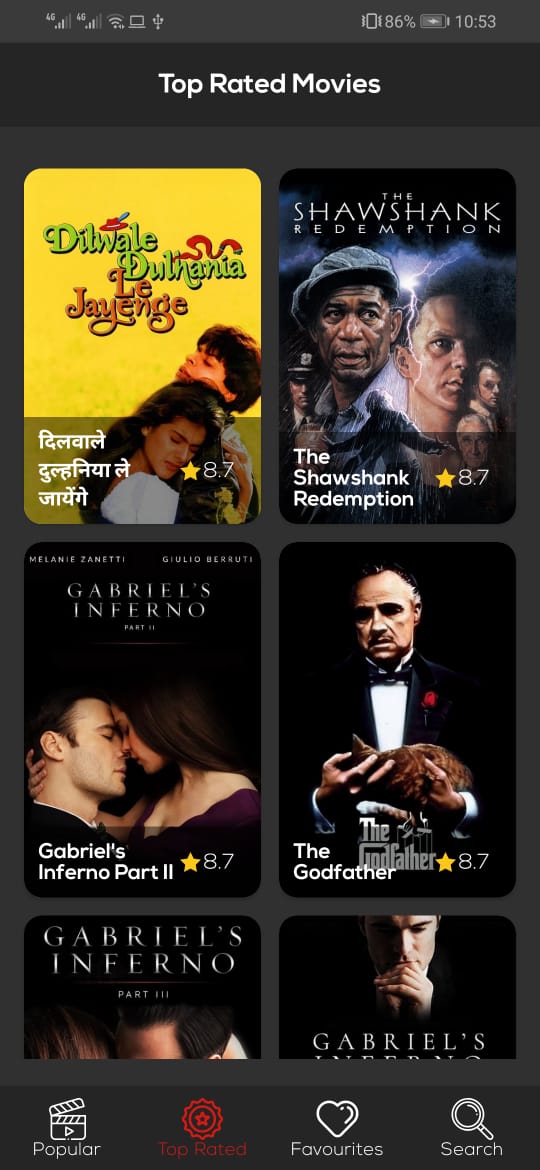 4G 4G 86% 10:53
Top Rated Movies
Dilwale
Dulhania
Le
Jayenge
दिलवाले
दुल्हनिया ले
जायेंगे
8.7
THE
SHAWSHANK
REDEMPTION
The
Shawshank
Redemption
8.7
MELANIE ZANETTI GIULIO BERRUTI
GABRIEL'S
INFERNO
PART II
Gabriel's
Inferno Part II
8.7
The
Godfather
The
Godfather
8.7
GABRIEL'S
INFERNO
PART III
GABRIEL'S
INFERNO
Popular
Top Rated
Favourites
Search